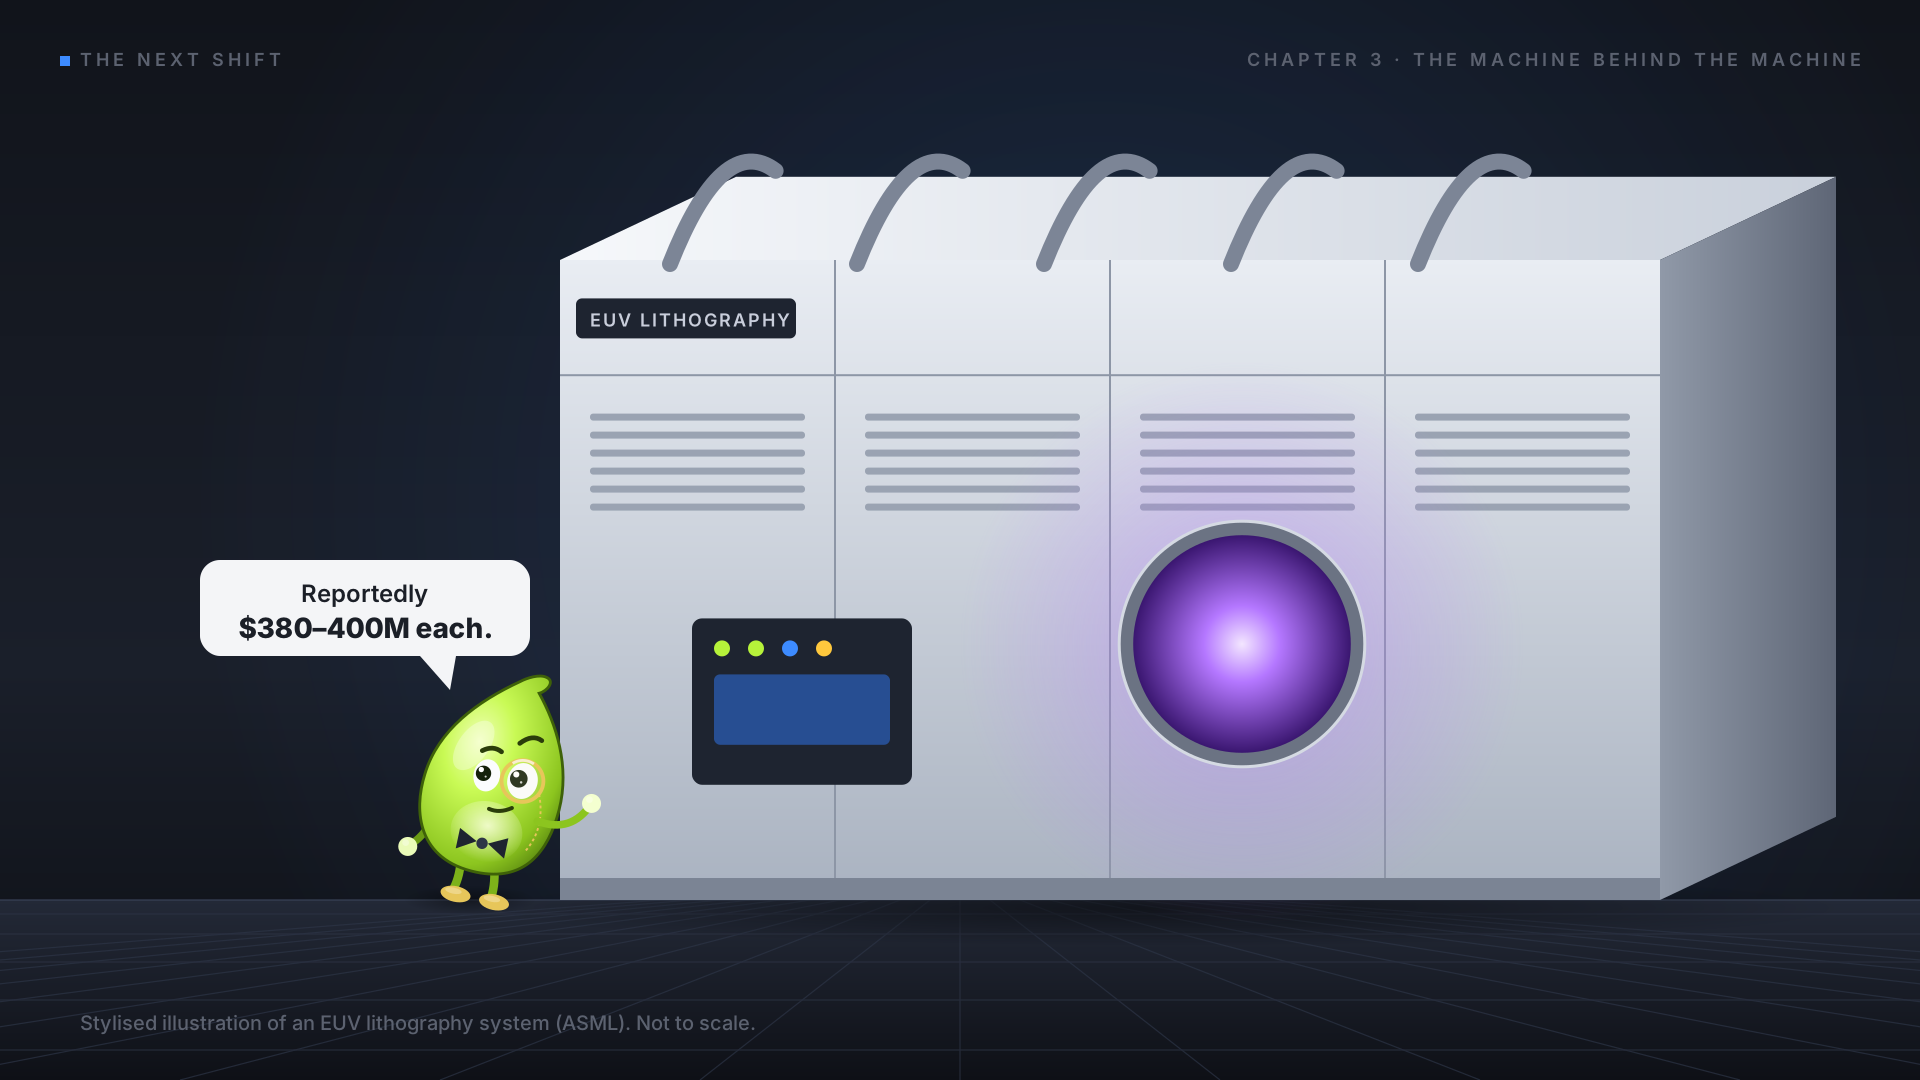 THE NEXT SHIFT
CHAPTER 3 · THE MACHINE BEHIND THE MACHINE
EUV LITHOGRAPHY
Reportedly
$380–400M each.
Stylised illustration of an EUV lithography system (ASML). Not to scale.